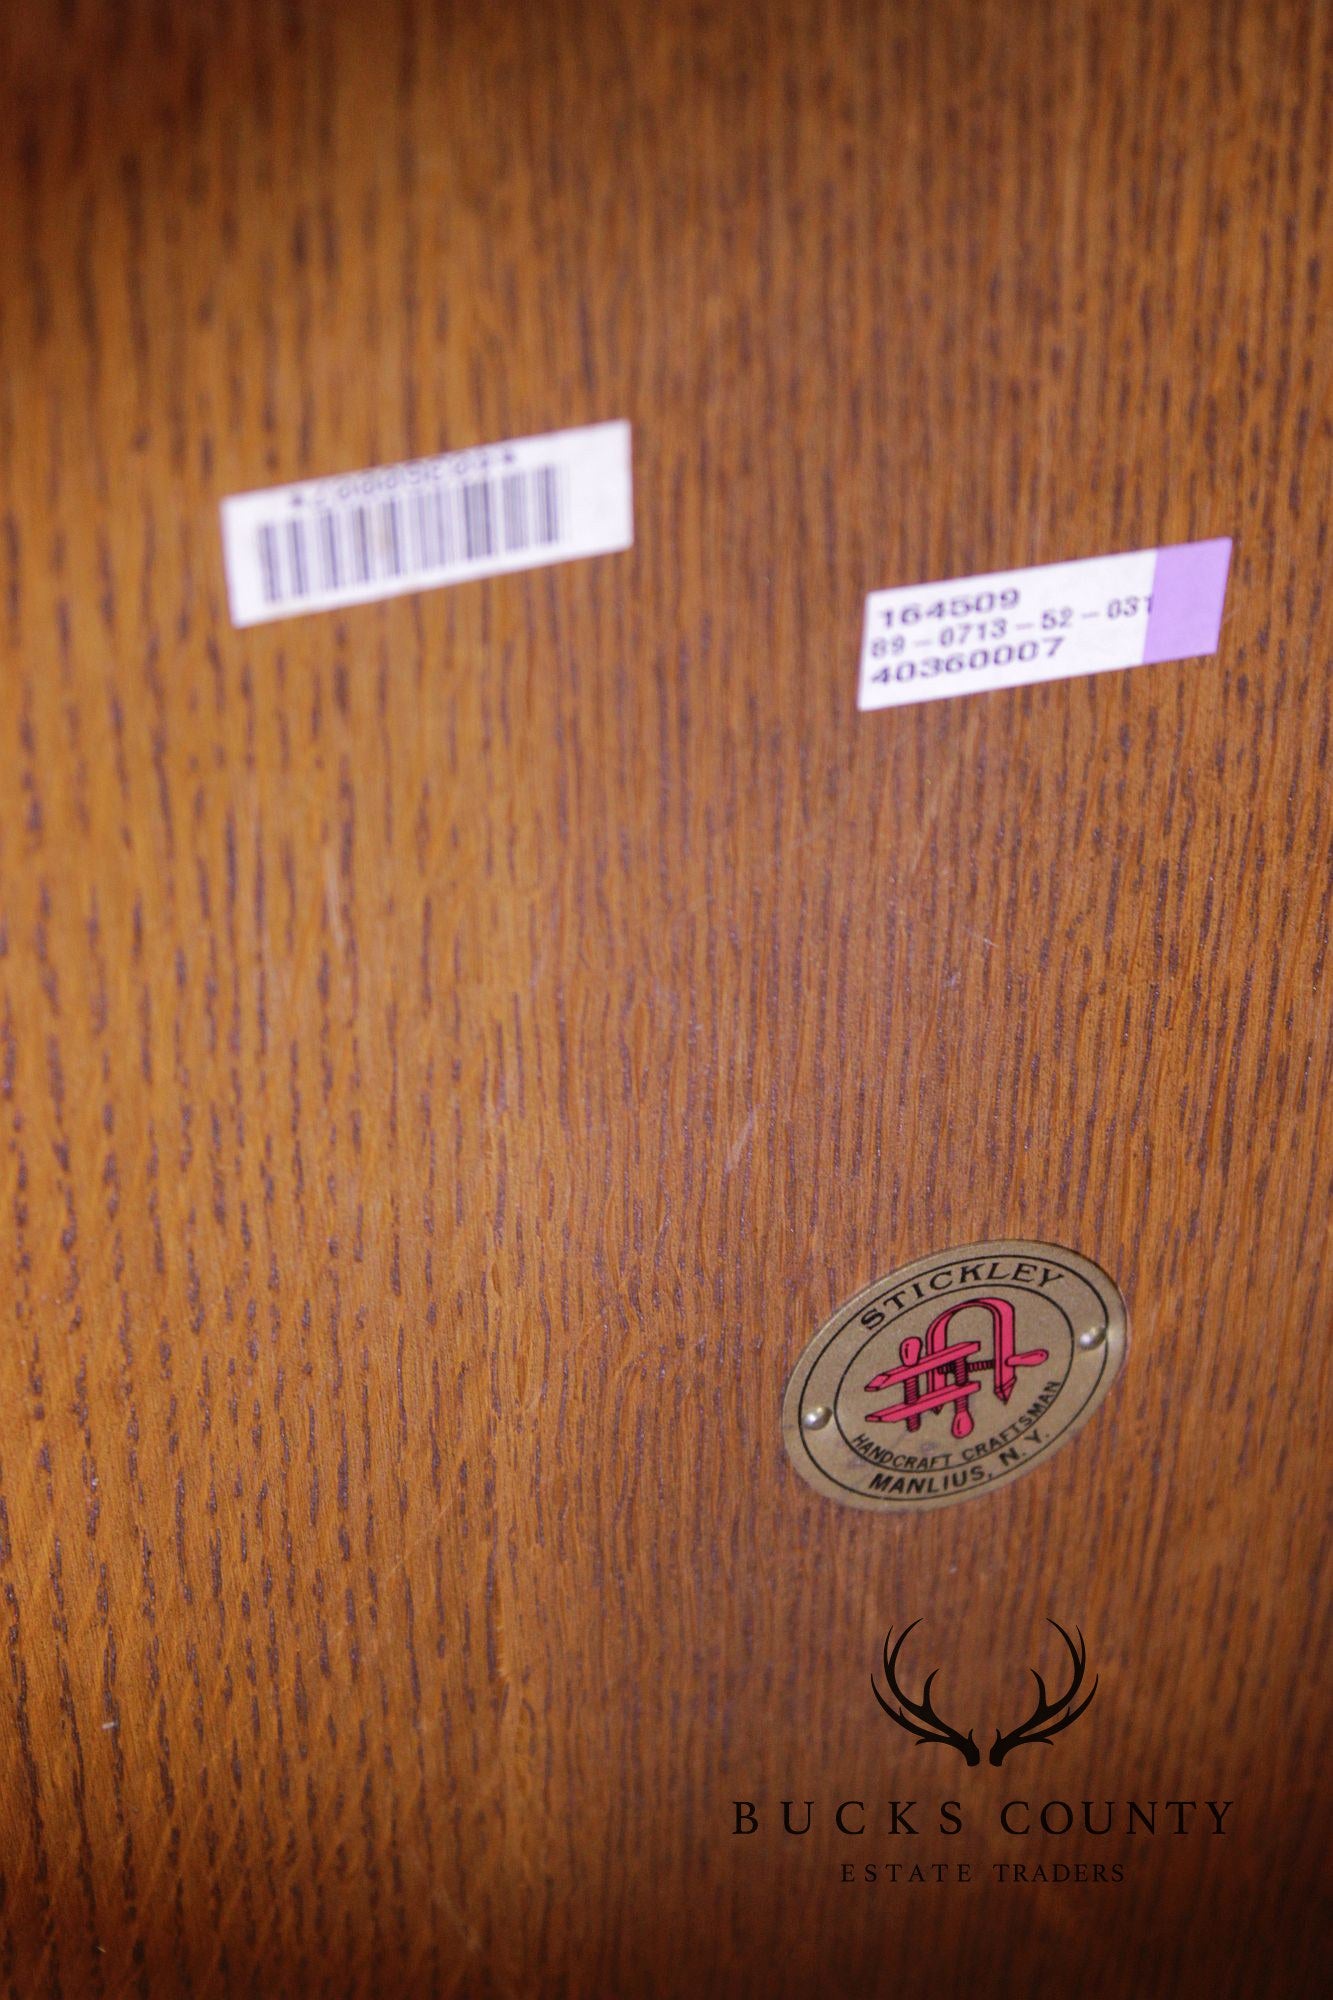 164509
89-0713-52-031
40360007
STICKLEY
HANDCRAFT CRAFTSMAN
MANLIUS, N.Y.
BUCKS COUNTY
ESTATE TRADERS